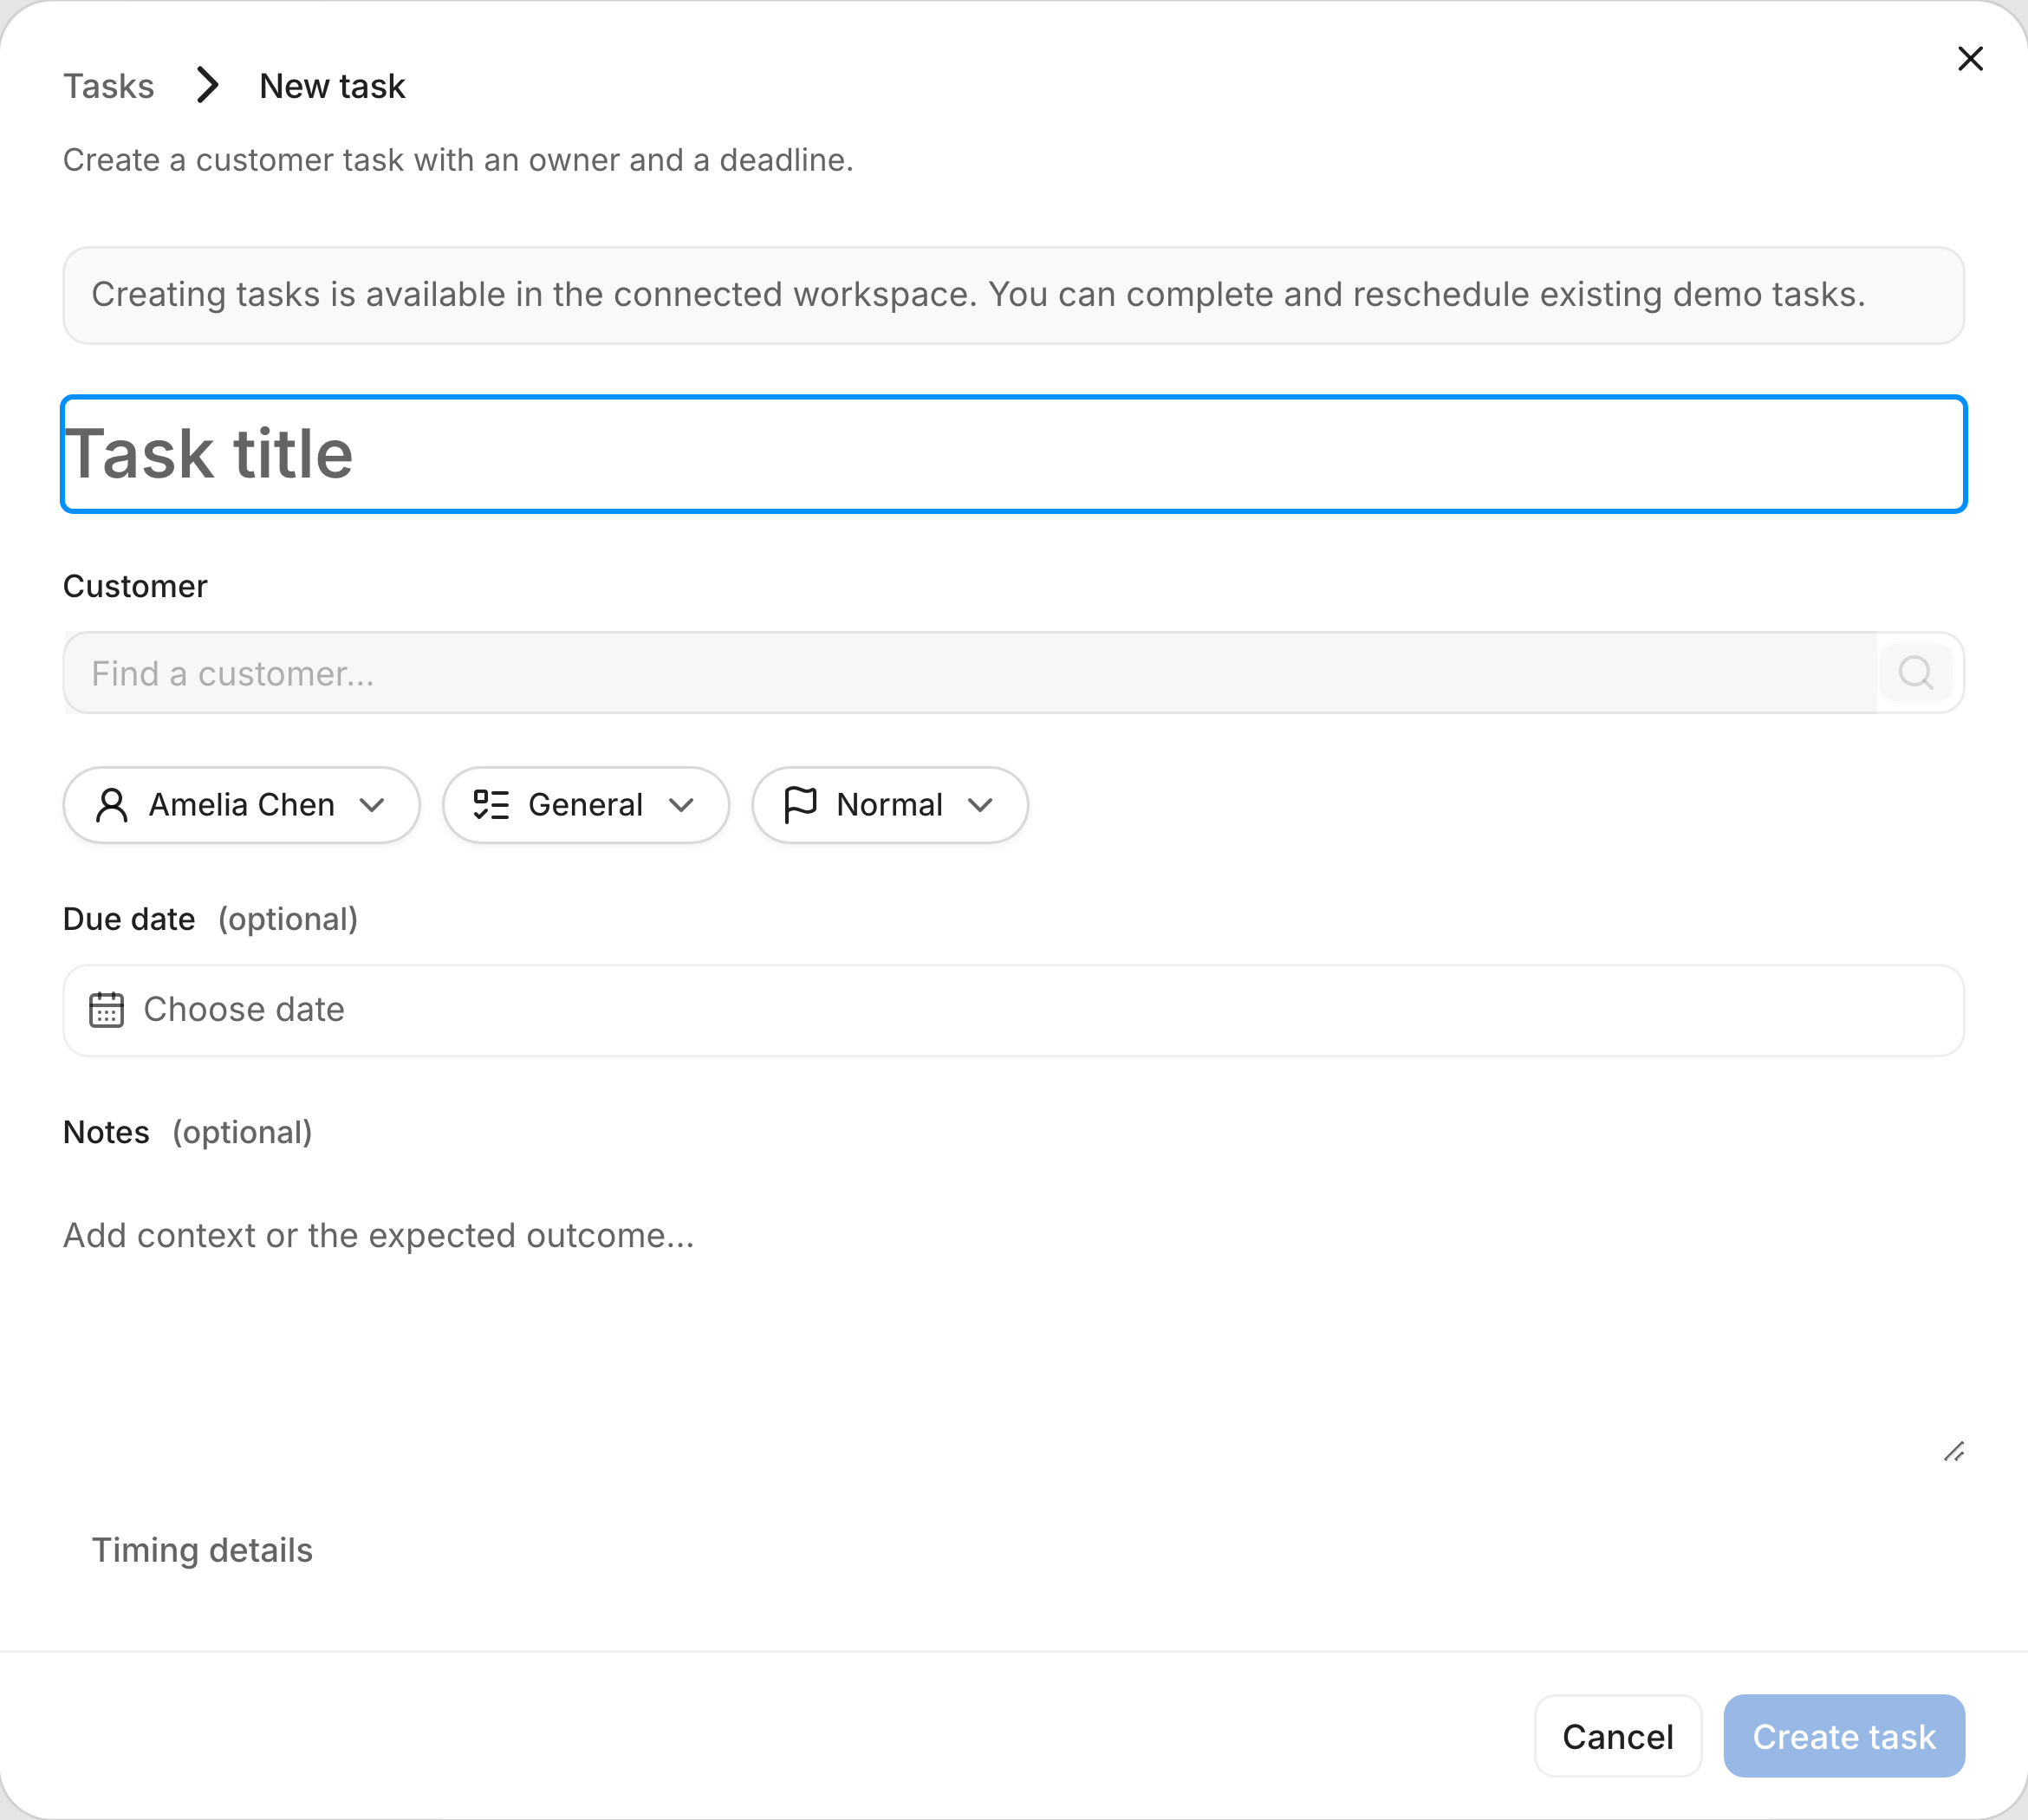 Tasks > New task
Create a customer task with an owner and a deadline.
Creating tasks is available in the connected workspace. You can complete and reschedule existing demo tasks.
Task title
Customer
Find a customer...
Amelia Chen General Normal
Due date (optional)
Choose date
Notes (optional)
Add context or the expected outcome...
Timing details
Cancel Create task